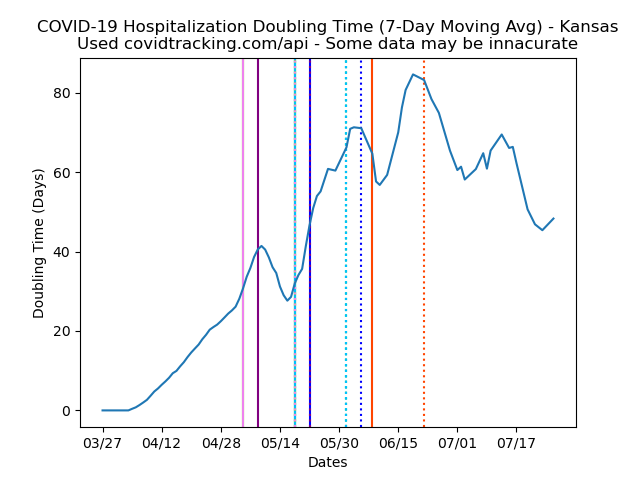 COVID-19 Hospitalization Doubling Time (7-Day Moving Avg) - Kansas
Used covidtracking.com/api - Some data may be innacurate
Doubling Time (Days)
80
60
40
20
0
03/27 04/12 04/28 05/14 05/30 06/15 07/01 07/17
Dates